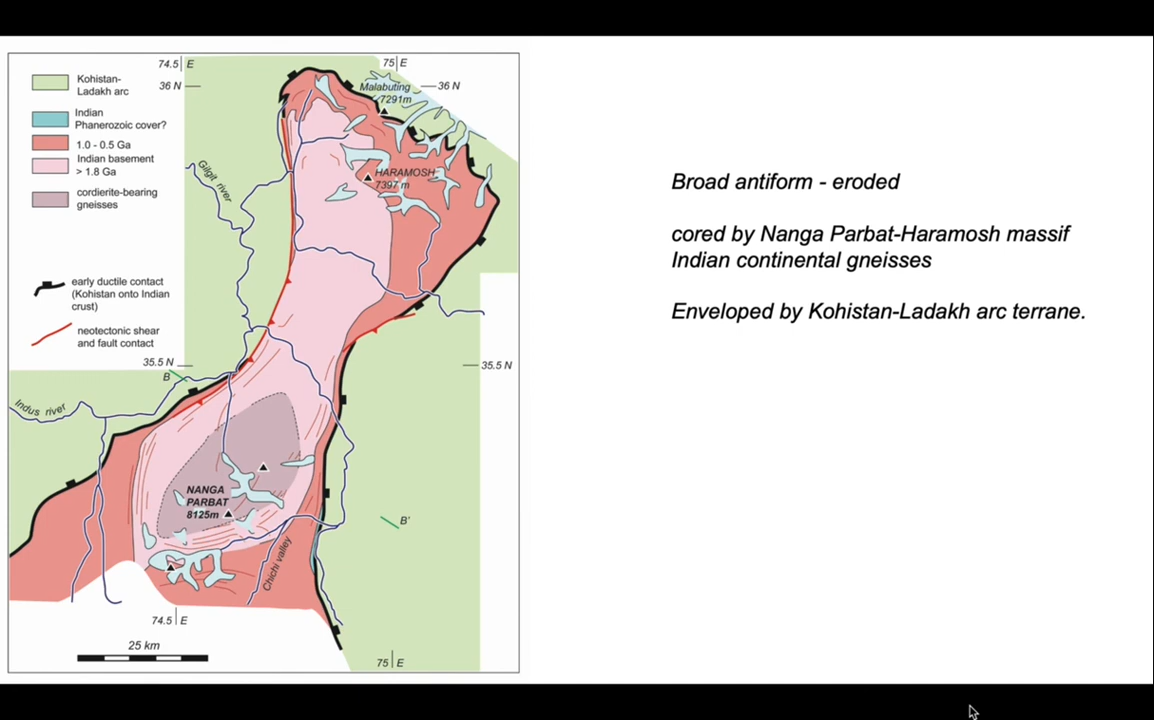 74.5 E
75 E
36 N
36 N
Kohistan-
Ladakh arc
Indian
Phanerozoic cover?
1.0 - 0.5 Ga
Indian basement
> 1.8 Ga
cordierite-bearing
gneisses
Malabuting
7291m
HARAMOSH
7397 m
Gilgit river
early ductile contact
(Kohistan onto Indian
crust)
neotectonic shear
and fault contact
35.5 N
35.5 N
B
Indus river
NANGA
PARBAT
8125m
B'
Chichi valley
74.5 E
25 km
75 E
Broad antiform - eroded
cored by Nanga Parbat-Haramosh massif
Indian continental gneisses
Enveloped by Kohistan-Ladakh arc terrane.